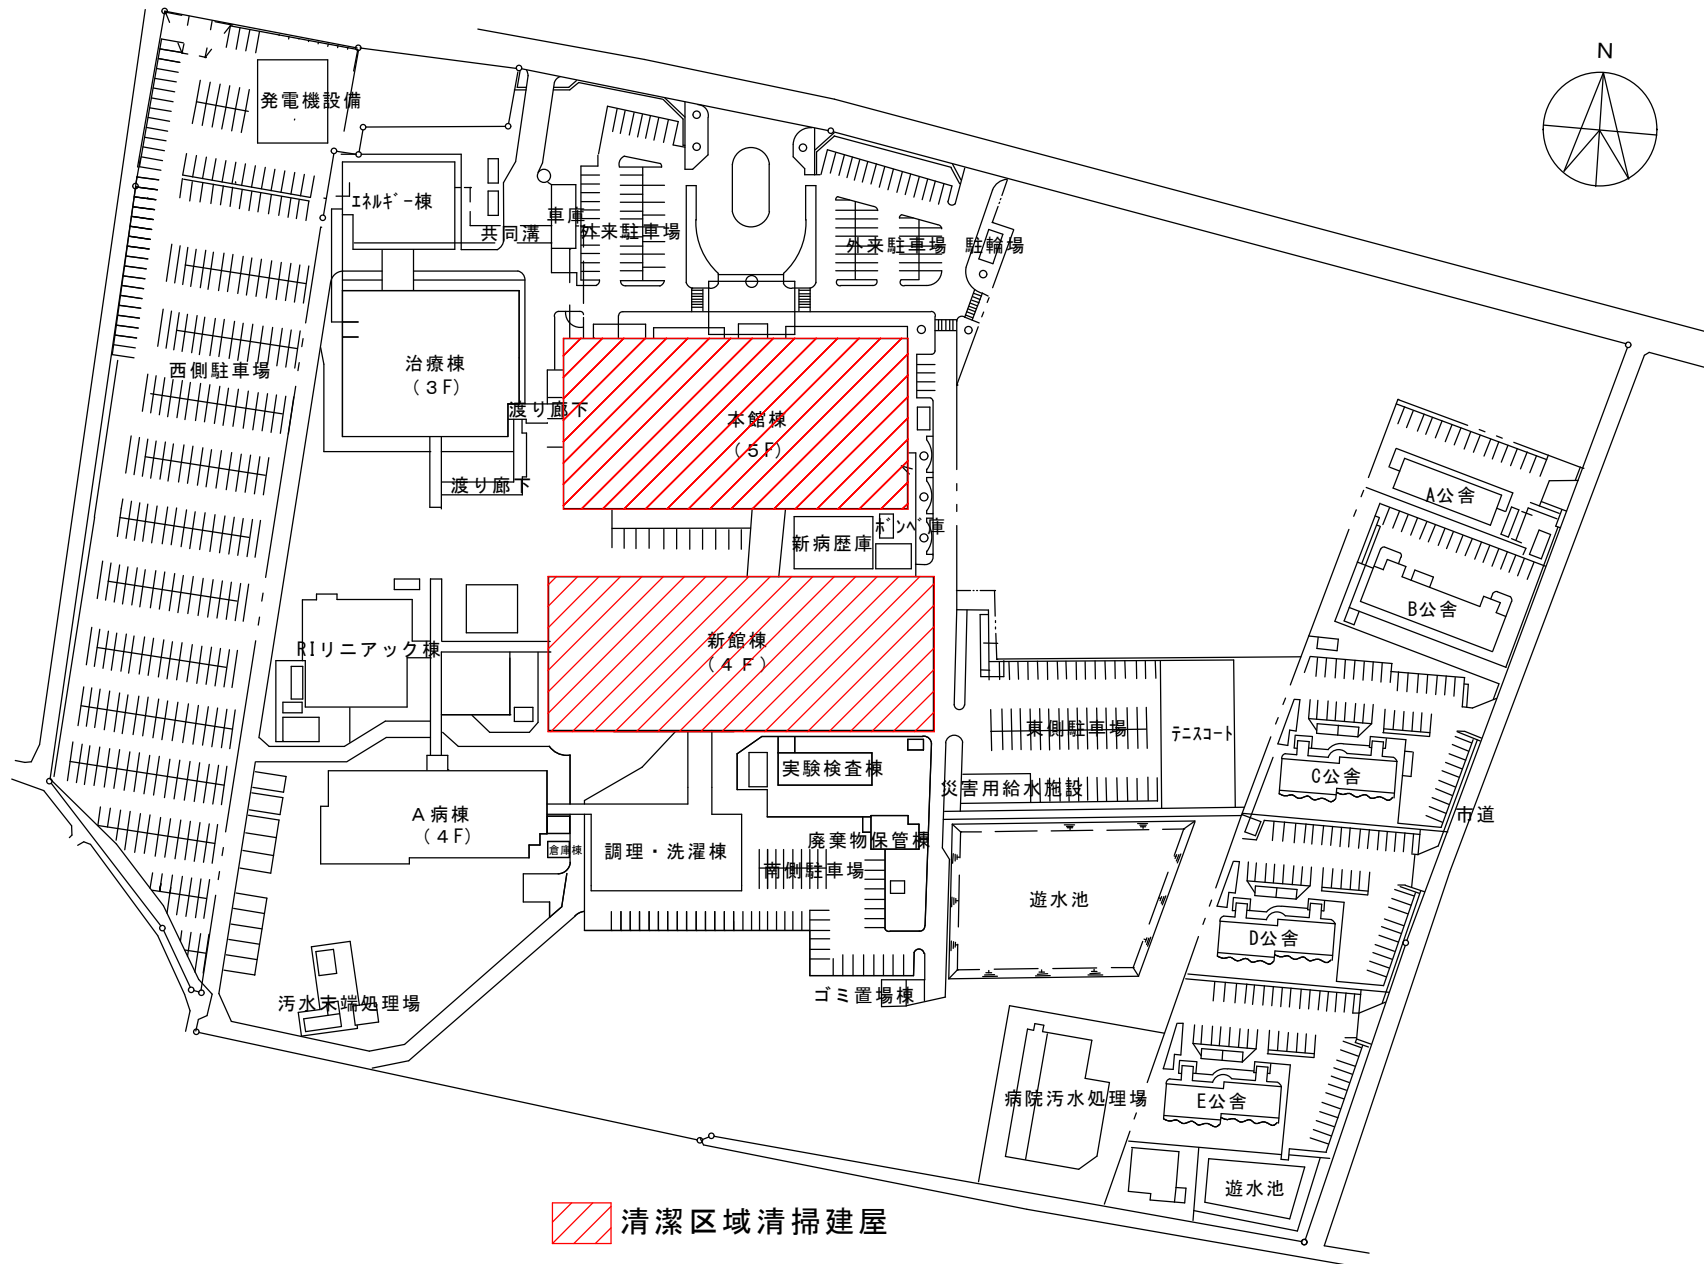 N
発電機設備
エネルギー棟
車庫
共同溝
外来駐車場
外来駐車場
駐輪場
西側駐車場
治療棟
(3F)
渡り廊下
本館棟
(5F)
渡り廊下
新病歴庫
ボンベ庫
A公舎
B公舎
RIリニアック棟
新館棟
(4F)
東側駐車場
テニスコート
実験検査棟
災害用給水施設
C公舎
市道
A病棟
(4F)
倉庫棟
調理・洗濯棟
廃棄物保管棟
南側駐車場
遊水池
D公舎
汚水末端処理場
ゴミ置場棟
病院汚水処理場
E公舎
遊水池
清潔区域清掃建屋